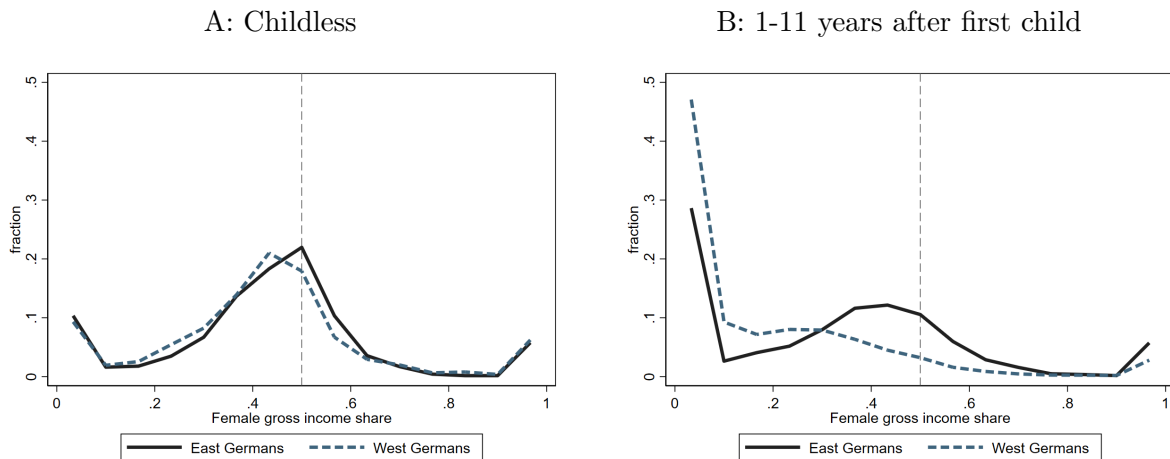 A: Childless
.5
.4
.3
.2
.1
0
fraction
0 .2 .4 .6 .8 1
Female gross income share
East Germans West Germans
B: 1-11 years after first child
.5
.4
.3
.2
.1
0
fraction
0 .2 .4 .6 .8 1
Female gross income share
East Germans West Germans